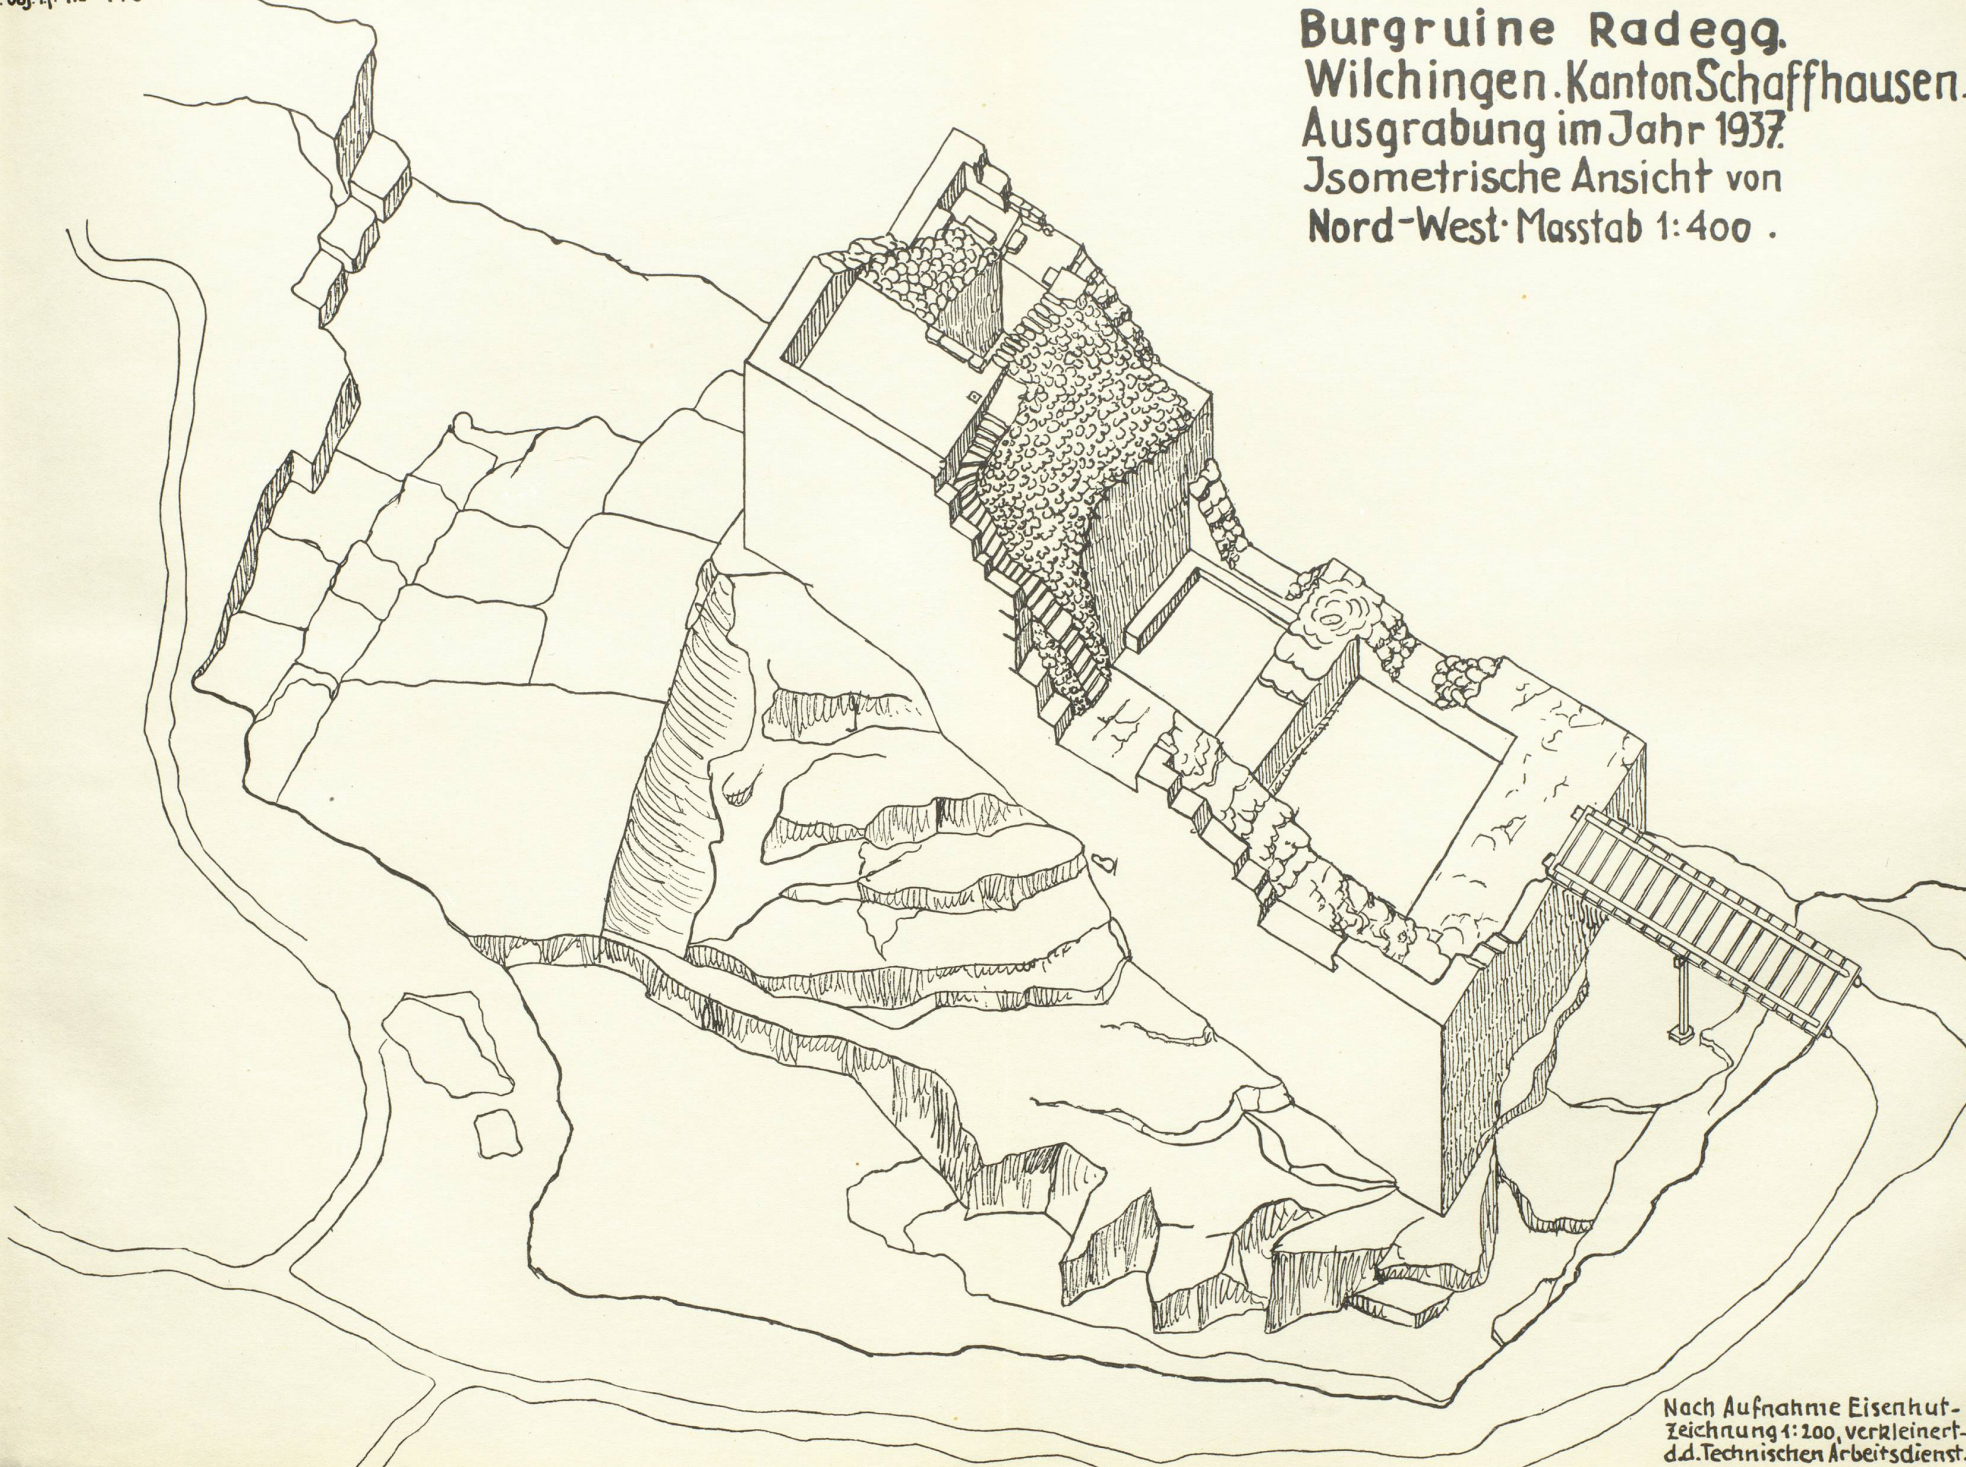 Burgruine Radegg.
Wilchingen. Kanton Schaffhausen.
Ausgrabung im Jahr 1937.
Jsometrische Ansicht von
Nord-West. Masstab 1:400.
Nach Aufnahme Eisenhut-
Zeichnung 1:200, verkleinert-
d.d. Technischen Arbeitsdienst.